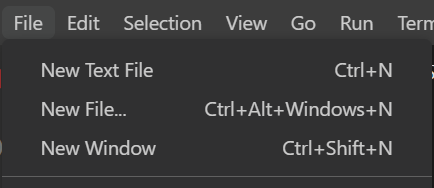 File Edit Selection View Go Run Term
New Text File Ctrl+N
New File... Ctrl+Alt+Windows+N
New Window Ctrl+Shift+N